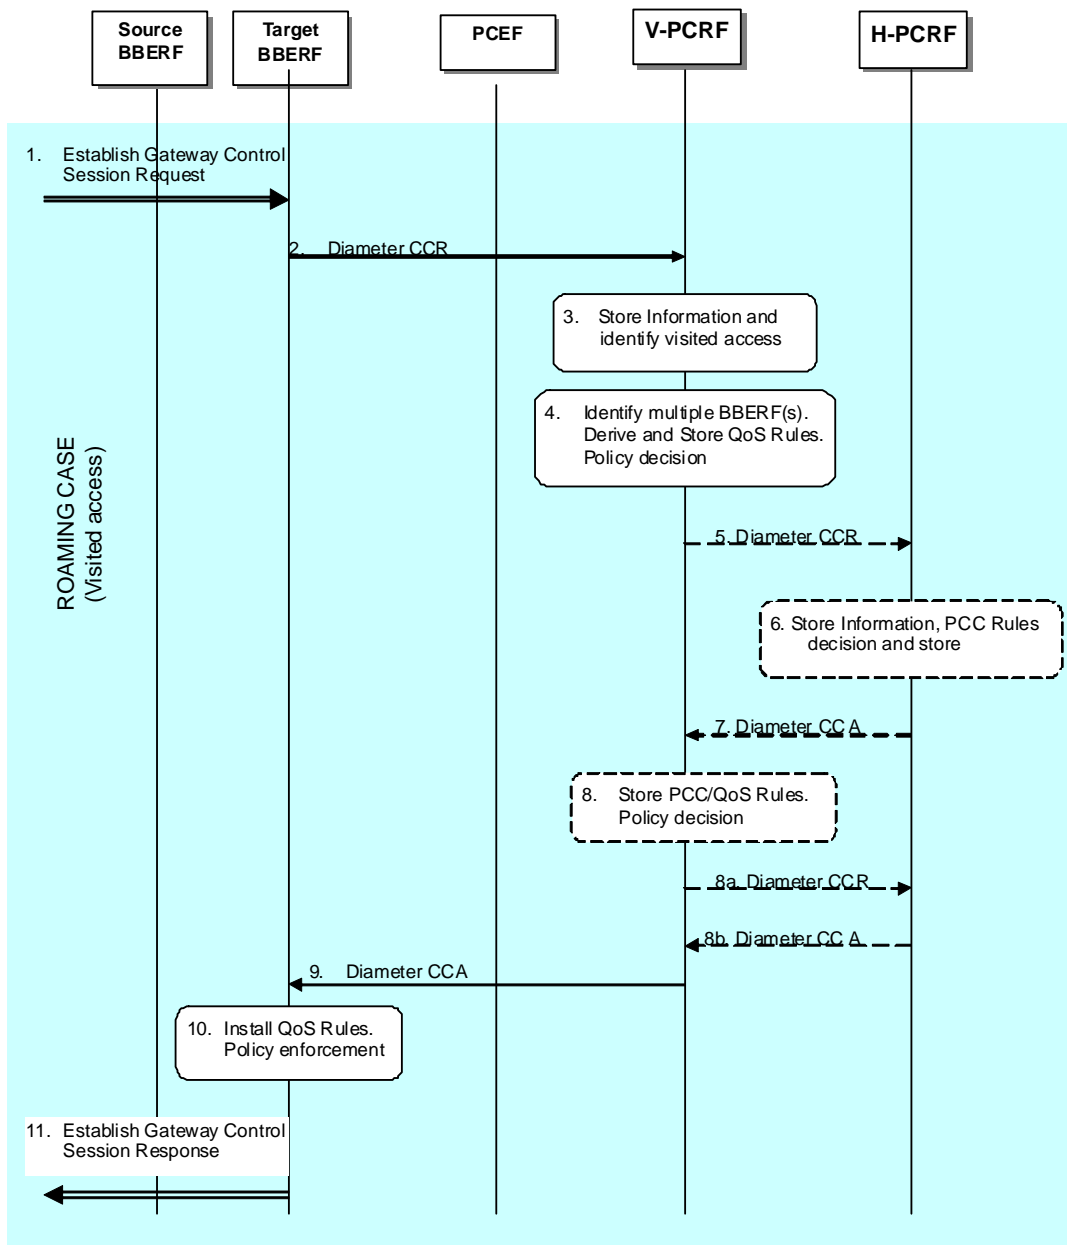 Source
BBERF
Target
BBERF
PCEF
V-PCRF
H-PCRF
1. Establish Gateway Control
Session Request
2. Diameter CCR
3. Store Information and
identify visited access
4. Identify multiple BBERF(s).
Derive and Store QoS Rules.
Policy decision
ROAMING CASE
(Visited access)
5. Diameter CCR
6. Store Information, PCC Rules
decision and store
7. Diameter CCA
8. Store PCC/QoS Rules.
Policy decision
8a. Diameter CCR
8b. Diameter CCA
9. Diameter CCA
10. Install QoS Rules.
Policy enforcement
11. Establish Gateway Control
Session Response